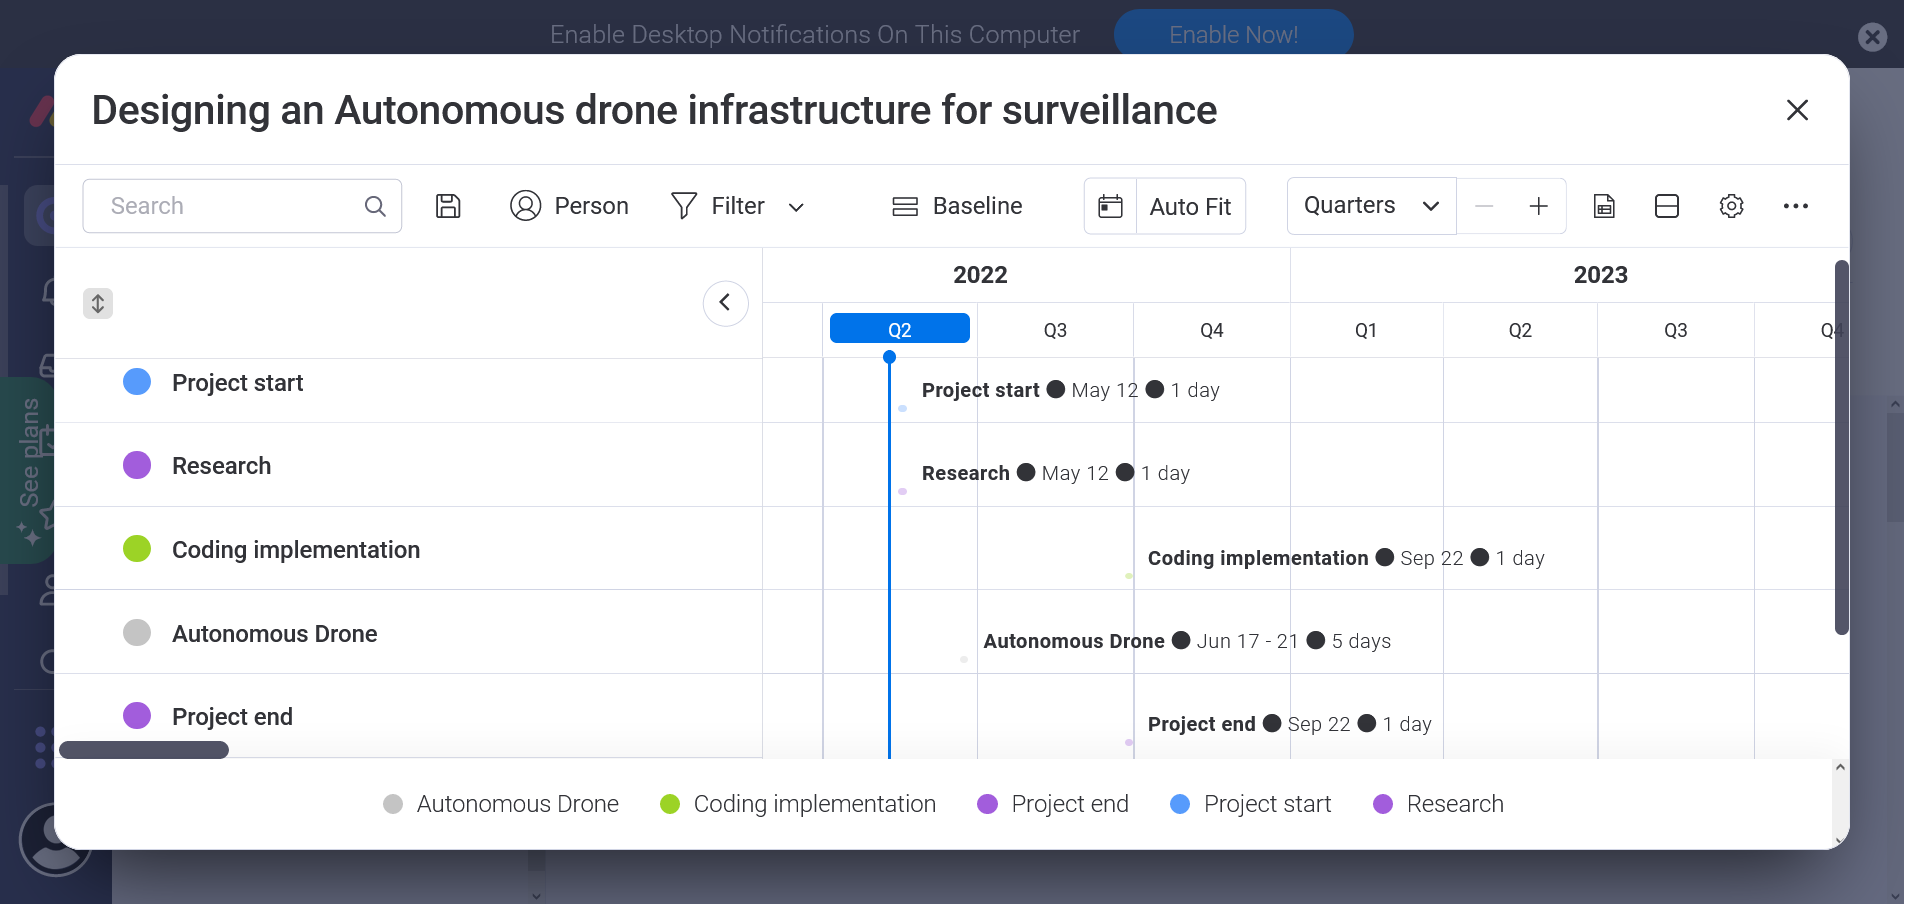 Enable Desktop Notifications On This Computer
Enable Now!
Designing an Autonomous drone infrastructure for surveillance
Search
Person
Filter
Baseline
Auto Fit
Quarters
2022
2023
Q2
Q3
Q4
Q1
Q2
Q3
Q4
Project start
Project start ● May 12 ● 1 day
Research
Research ● May 12 ● 1 day
Coding implementation
Coding implementation ● Sep 22 ● 1 day
Autonomous Drone
Autonomous Drone ● Jun 17 - 21 ● 5 days
Project end
Project end ● Sep 22 ● 1 day
See plans
Autonomous Drone
Coding implementation
Project end
Project start
Research